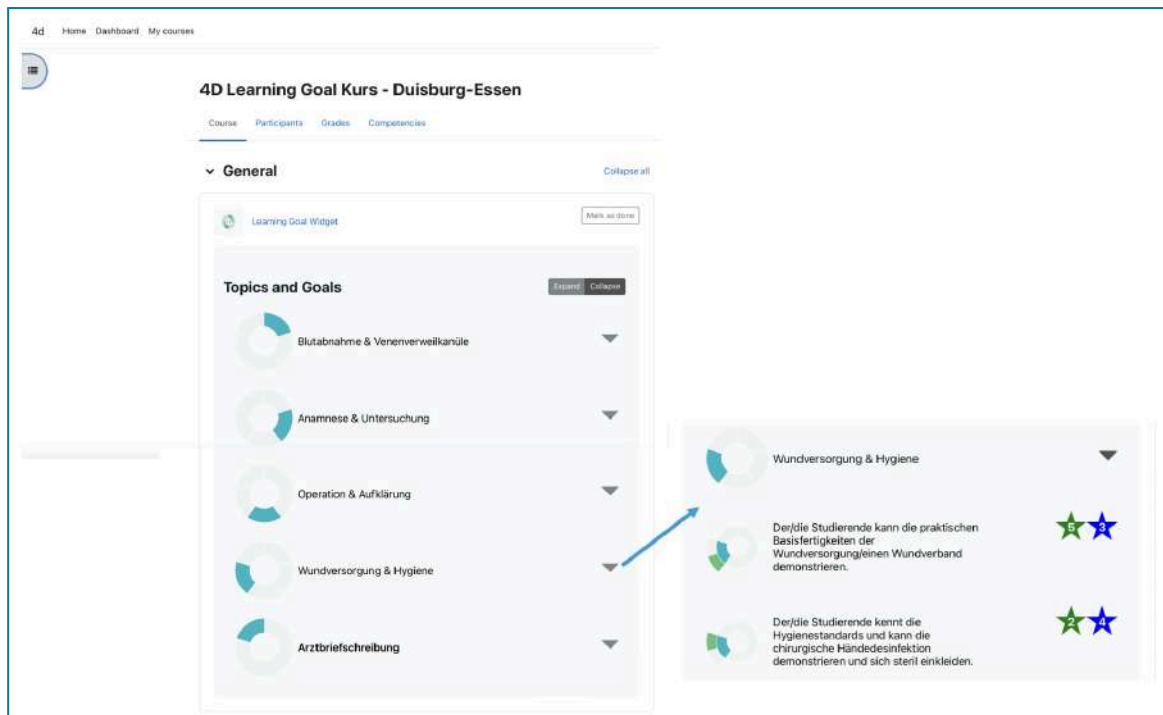 4d Home Dashboard My courses
4D Learning Goal Kurs - Duisburg-Essen
Course Participants Grades Competencies
General
Collapse all
Learning Goal Widget
Mark as done
Topics and Goals
Expand Collapse
Blutabnahme & Venenverweilkanüle
Anamnese & Untersuchung
Operation & Aufklärung
Wundversorgung & Hygiene
Arztbriefschreibung
Wundversorgung & Hygiene
Der/die Studierende kann die praktischen
Basisfertigkeiten der
Wundversorgung/einen Wundverband
demonstrieren.
5 3
Der/die Studierende kennt die
Hygienestandards und kann die
chirurgische Händedesinfektion
demonstrieren und sich steril einkleiden.
2 4